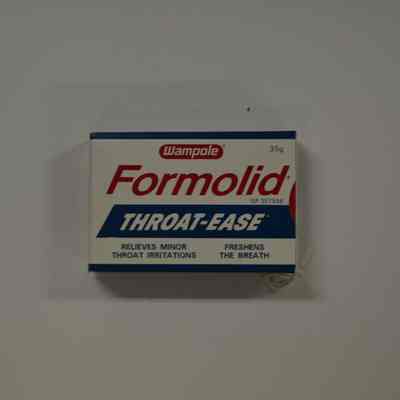 Wampole
35g
Formolid
THROAT-EASE
RELIEVES MINOR
THROAT IRRITATIONS
FRESHENS
THE BREATH